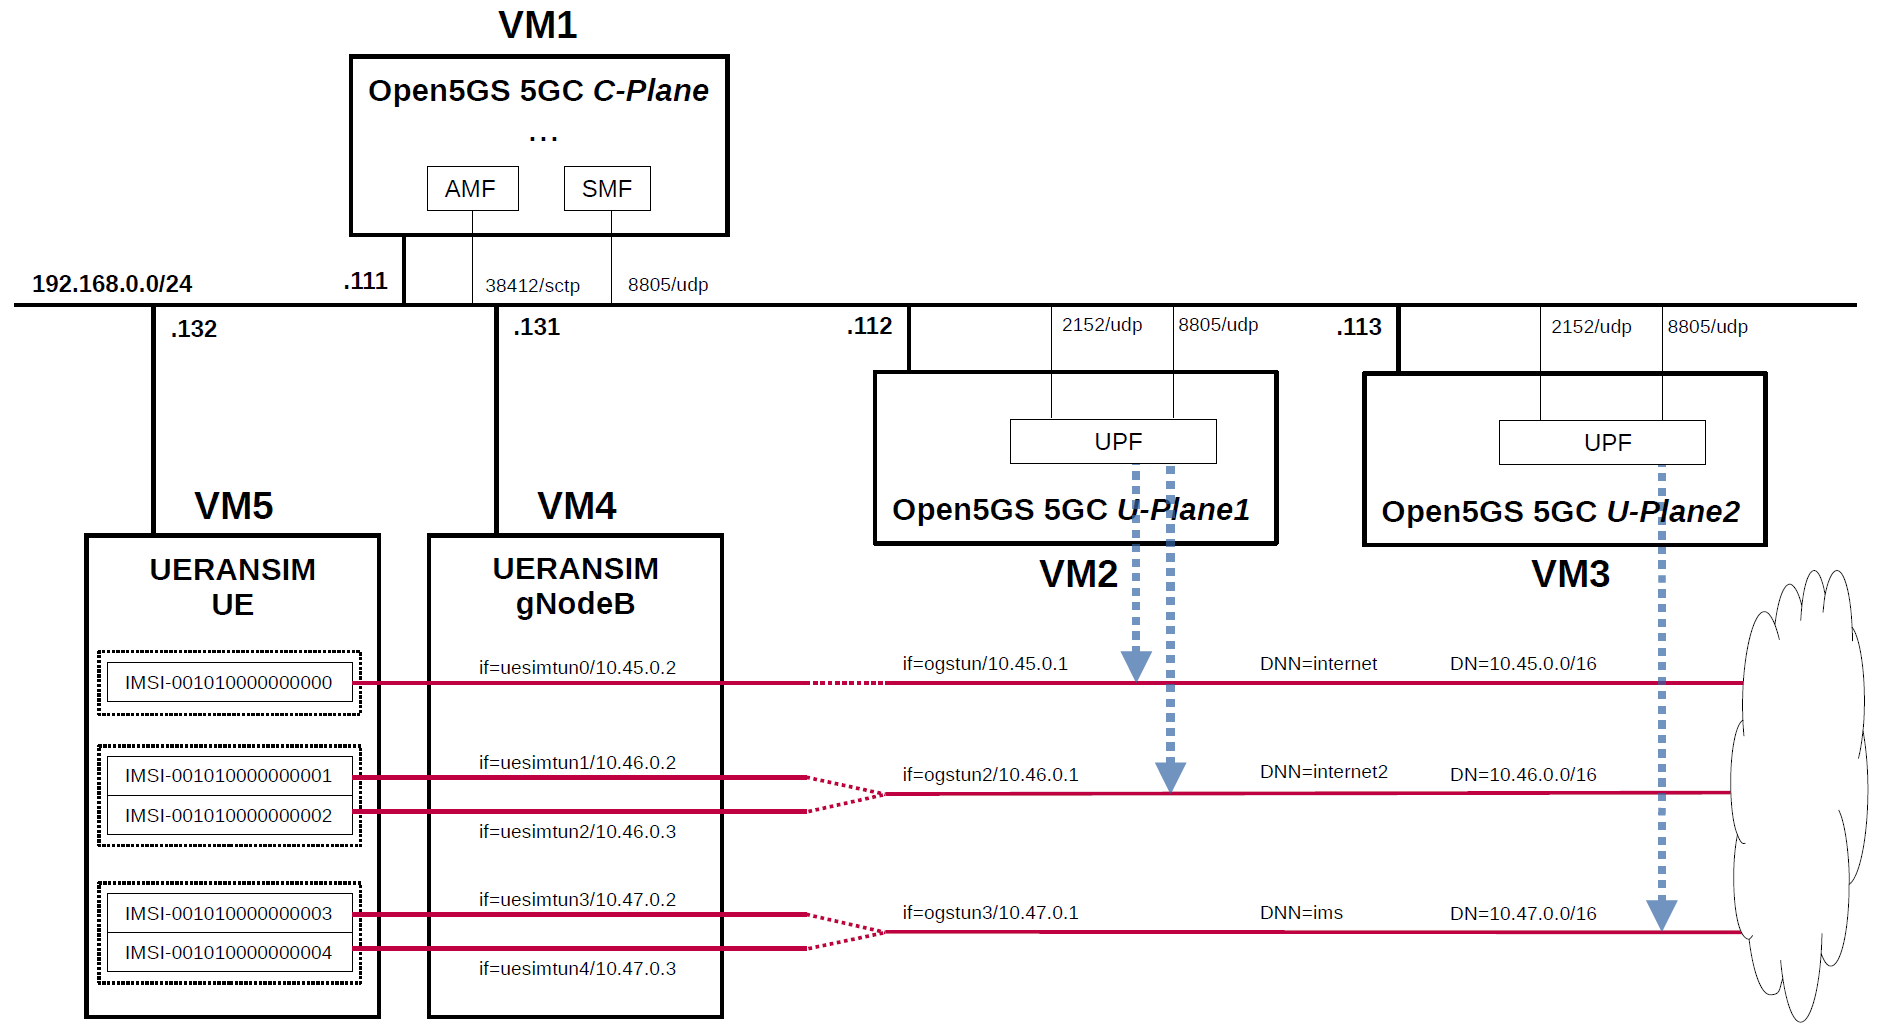 VM1
Open5GS 5GC C-Plane
...
AMF
SMF
192.168.0.0/24
.111
38412/sctp
8805/udp
.132
.131
.112
2152/udp
8805/udp
.113
2152/udp
8805/udp
UPF
UPF
Open5GS 5GC U-Plane1
Open5GS 5GC U-Plane2
VM5
VM4
VM2
VM3
UERANSIM
UE
UERANSIM
gNodeB
IMSI-001010000000000
if=uesimtun0/10.45.0.2
if=ogstun/10.45.0.1
DNN=internet
DN=10.45.0.0/16
IMSI-001010000000001
if=uesimtun1/10.46.0.2
if=ogstun2/10.46.0.1
DNN=internet2
DN=10.46.0.0/16
IMSI-001010000000002
if=uesimtun2/10.46.0.3
IMSI-001010000000003
if=uesimtun3/10.47.0.2
if=ogstun3/10.47.0.1
DNN=ims
DN=10.47.0.0/16
IMSI-001010000000004
if=uesimtun4/10.47.0.3